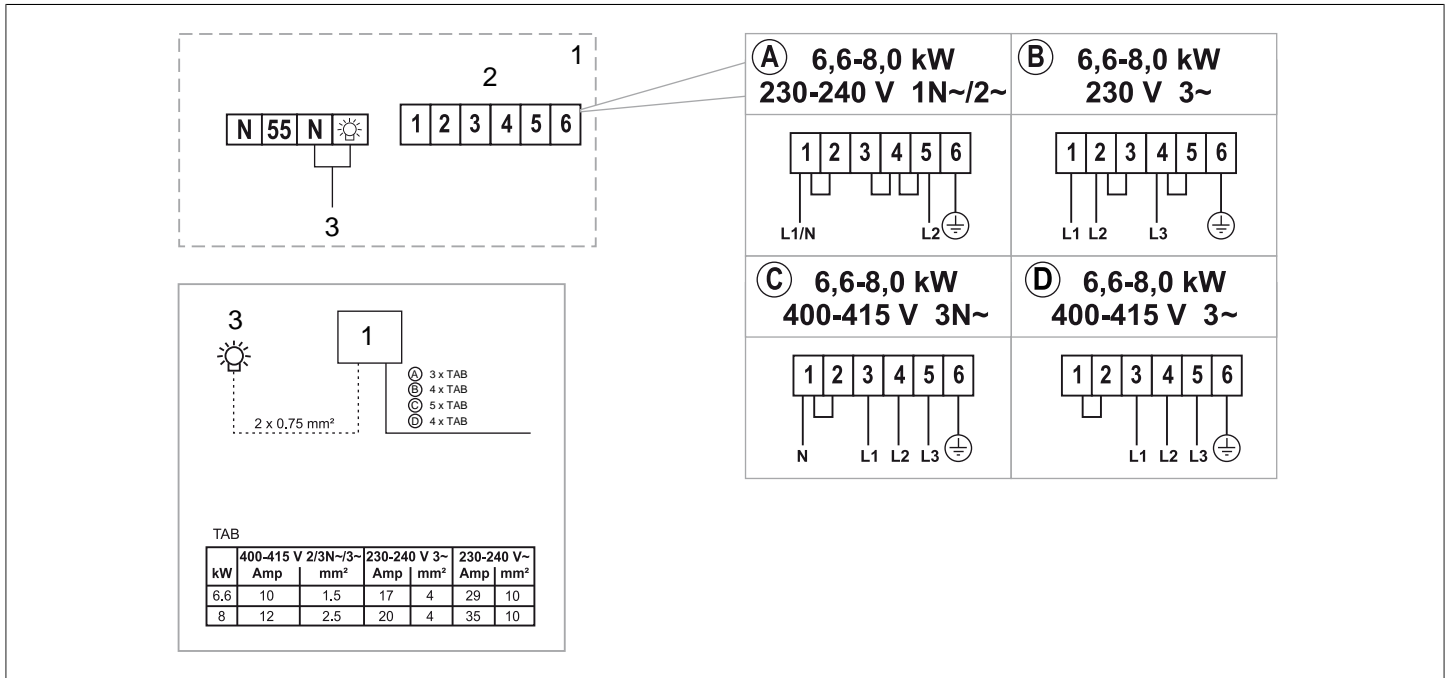 1
2
N 55 N
1 2 3 4 5 6
3
A 6,6-8,0 kW
230-240 V 1N~/2~
1 2 3 4 5 6
L1/N L2
B 6,6-8,0 kW
230 V 3~
1 2 3 4 5 6
L1 L2 L3
C 6,6-8,0 kW
400-415 V 3N~
1 2 3 4 5 6
N L1 L2 L3
D 6,6-8,0 kW
400-415 V 3~
1 2 3 4 5 6
L1 L2 L3
3
1
A 3 x TAB
B 4 x TAB
C 5 x TAB
D 4 x TAB
2 x 0.75 mm²
TAB
400-415 V 2/3N~/3~ 230-240 V 3~ 230-240 V~
kW Amp mm² Amp mm² Amp mm²
6.6 10 1.5 17 4 29 10
8 12 2.5 20 4 35 10